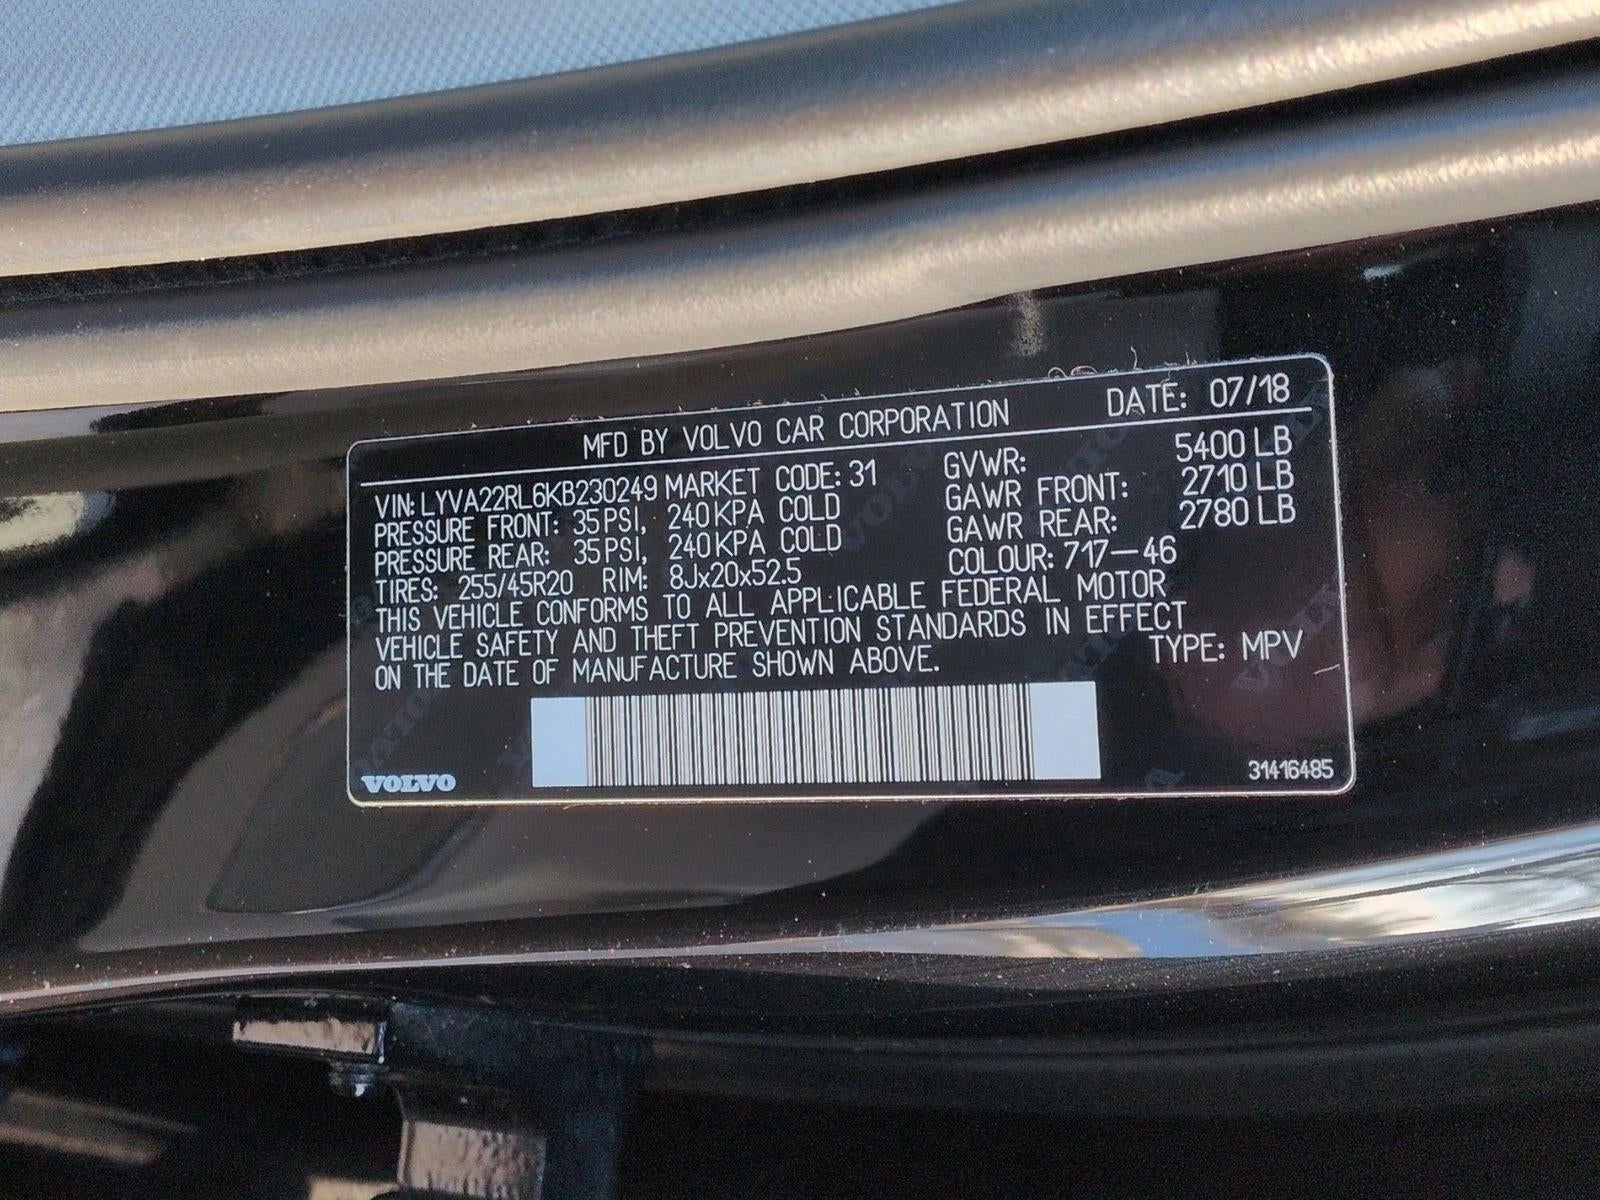 MFD BY VOLVO CAR CORPORATION DATE: 07/18
VIN: LYVA22RL6KB230249 MARKET CODE: 31 GVWR: 5400 LB
PRESSURE FRONT: 35 PSI, 240 KPA COLD GAWR FRONT: 2710 LB
PRESSURE REAR: 35 PSI, 240 KPA COLD GAWR REAR: 2780 LB
TIRES: 255/45R20 RIM: 8Jx20x52.5 COLOUR: 717-46
THIS VEHICLE CONFORMS TO ALL APPLICABLE FEDERAL MOTOR
VEHICLE SAFETY AND THEFT PREVENTION STANDARDS IN EFFECT
ON THE DATE OF MANUFACTURE SHOWN ABOVE. TYPE: MPV
VOLVO 31416485